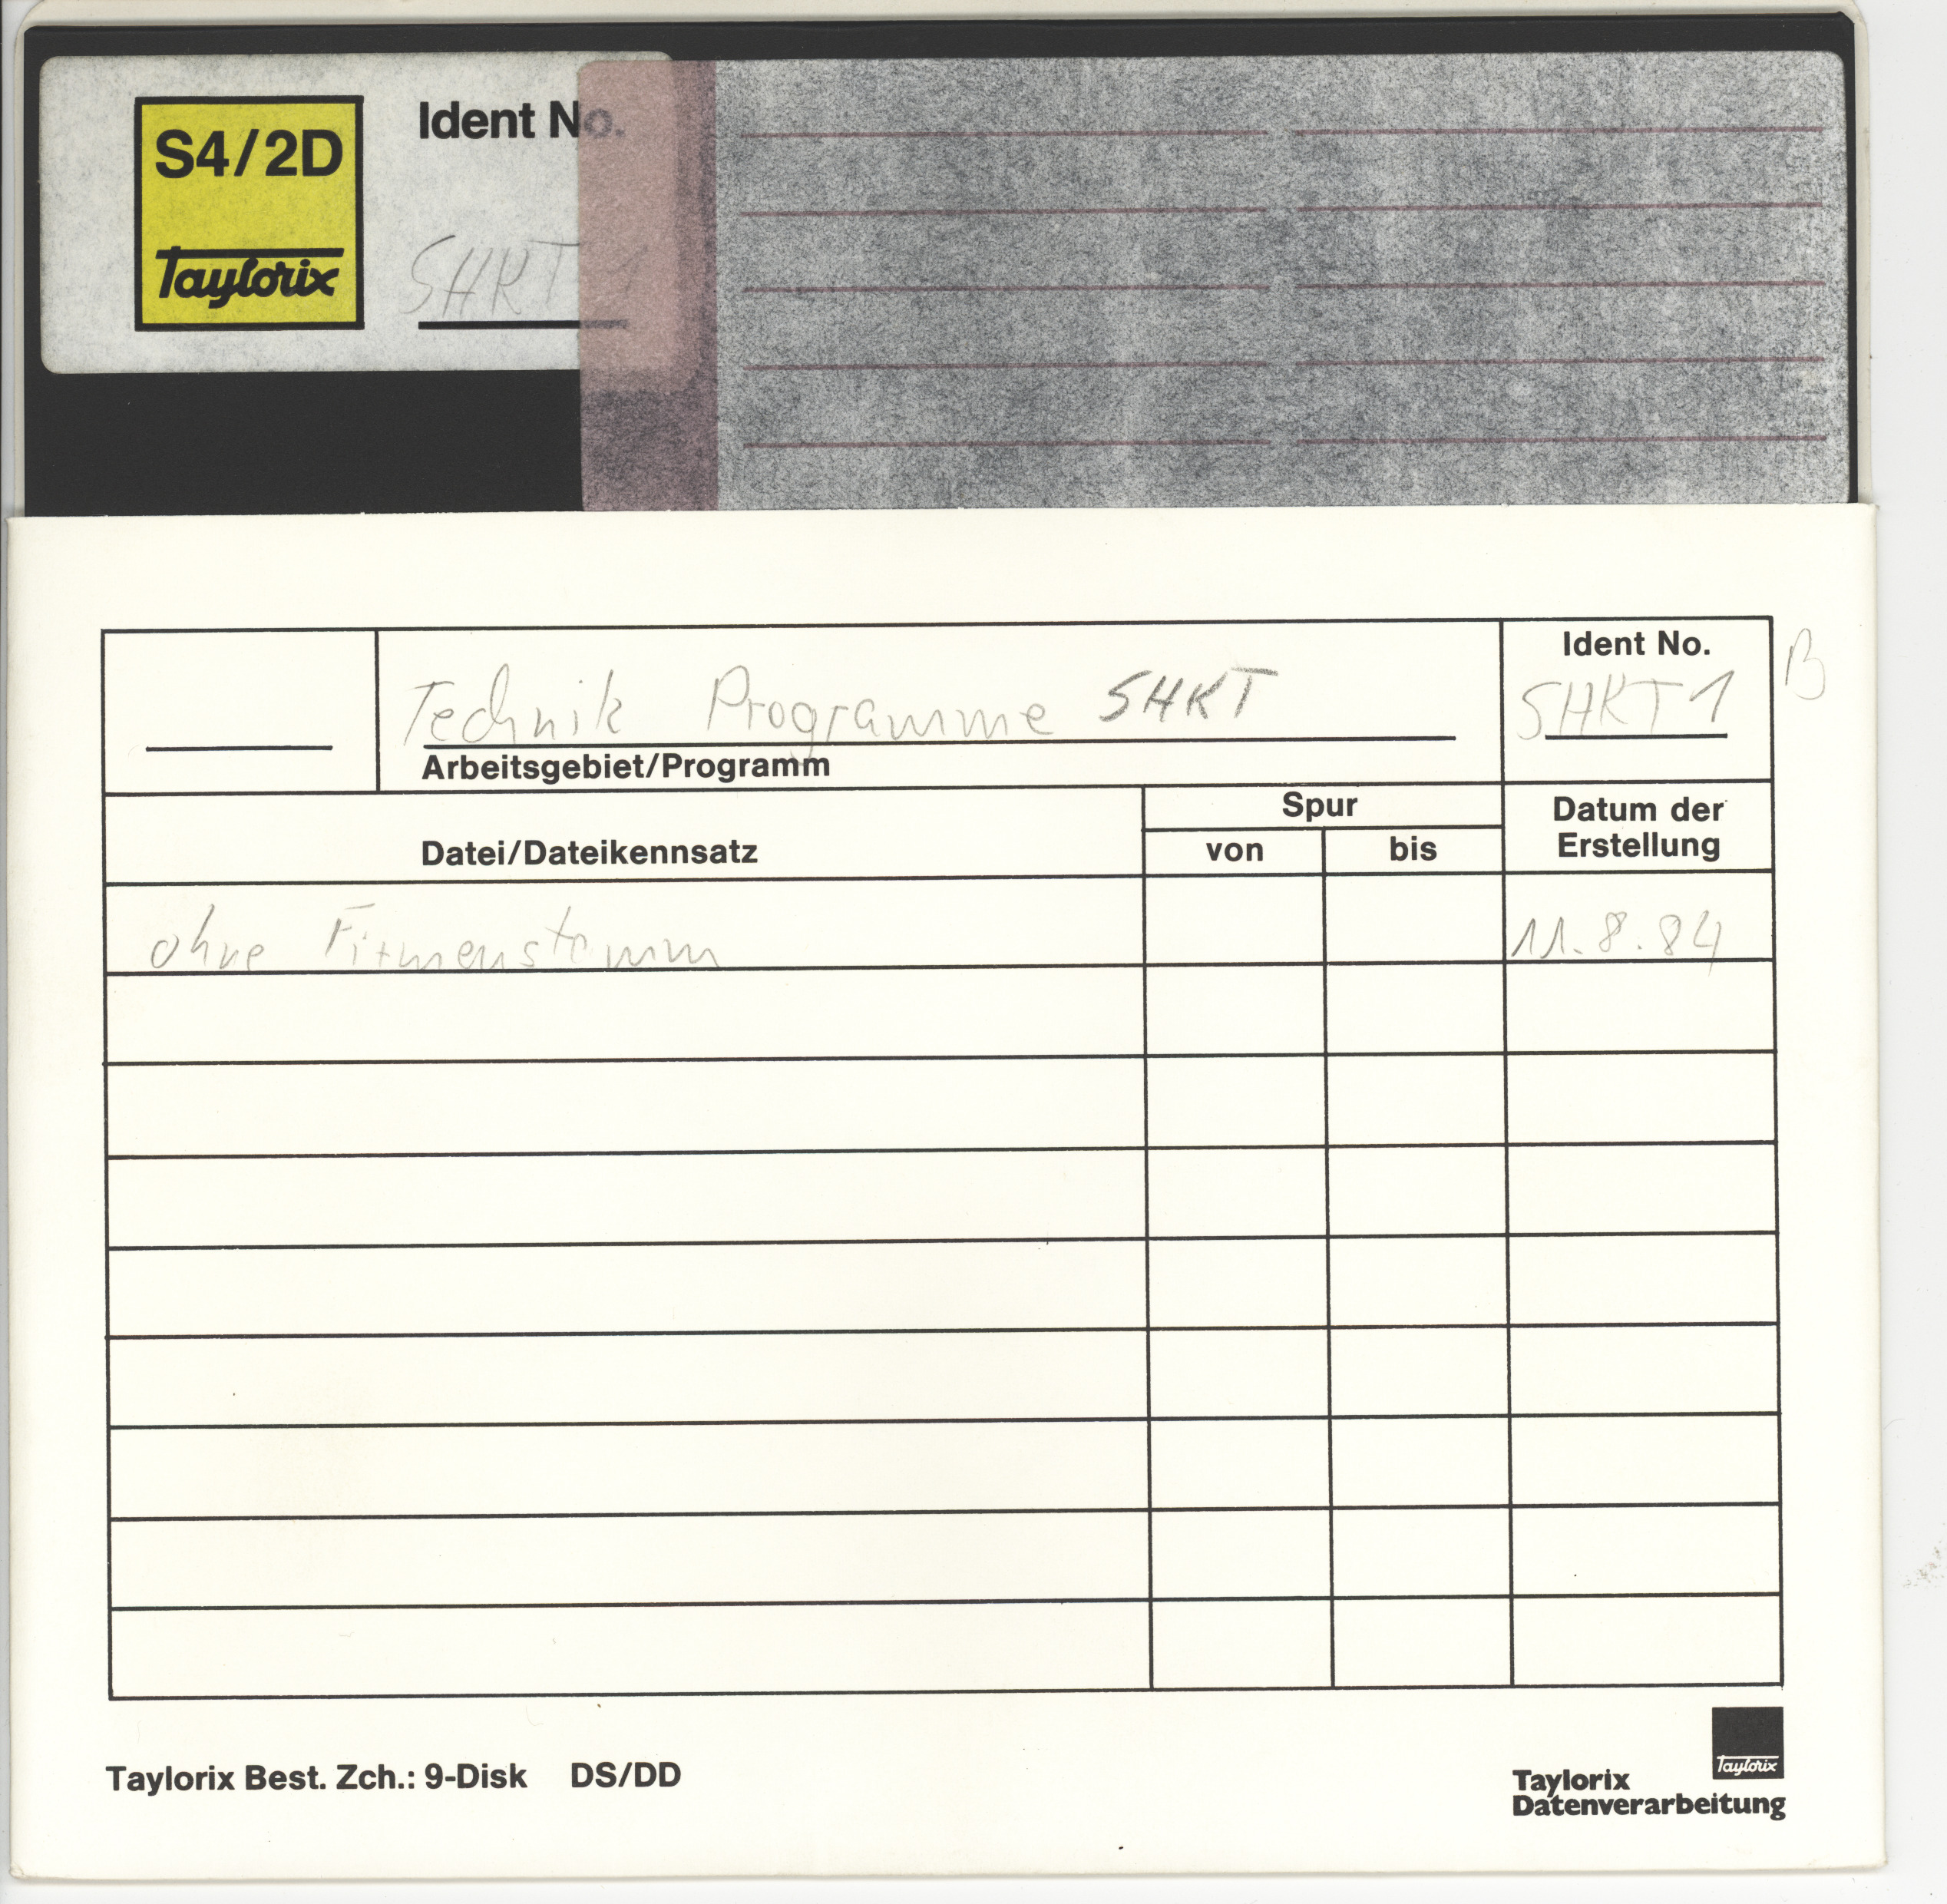 S4/2D
Ident No.
Taylorix
SHKT
Technik Programme SHKT
Ident No.
SHKT 1
B
Arbeitsgebiet/Programm
Datei/Dateikennsatz
Spur
von
bis
Datum der
Erstellung
ohne Firmenstamm
11.8.84
Taylorix Best. Zch.: 9-Disk DS/DD
Taylorix
Taylorix
Datenverarbeitung